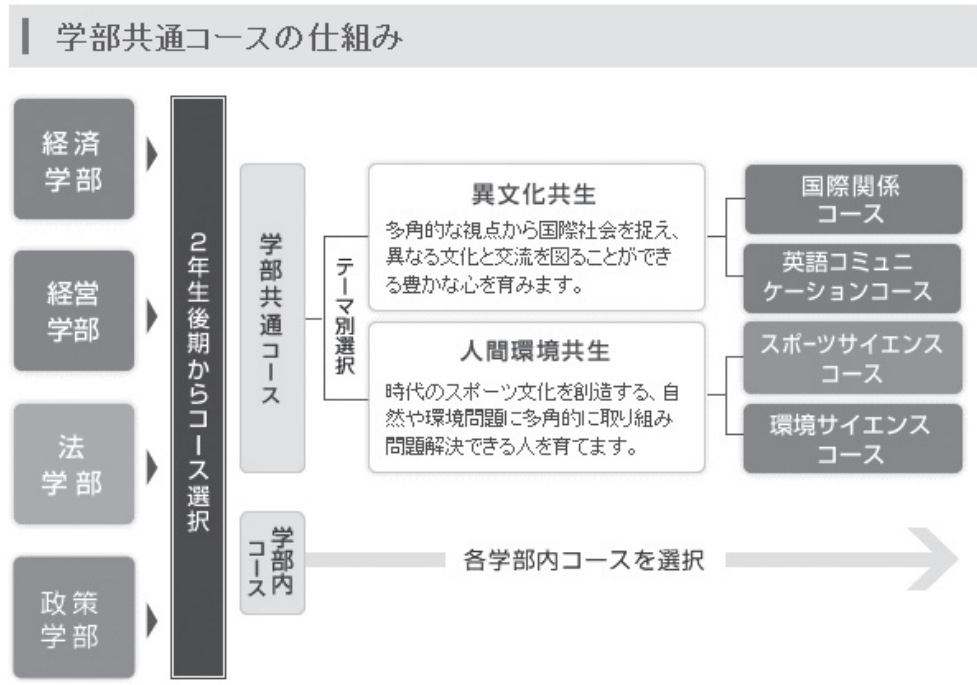 学部共通コースの仕組み
経済
学部
経営
学部
法
学部
政策
学部
2年生後期からコース選択
学部共通コース
テーマ別選択
異文化共生
多角的な視点から国際社会を捉え、
異なる文化と交流を図ることができ
る豊かな心を育みます。
国際関係
コース
英語コミュニ
ケーションコース
人間環境共生
時代のスポーツ文化を創造する、自
然や環境問題に多角的に取り組み
問題解決できる人を育てます。
スポーツサイエンス
コース
環境サイエンス
コース
学部内
コース
各学部内コースを選択